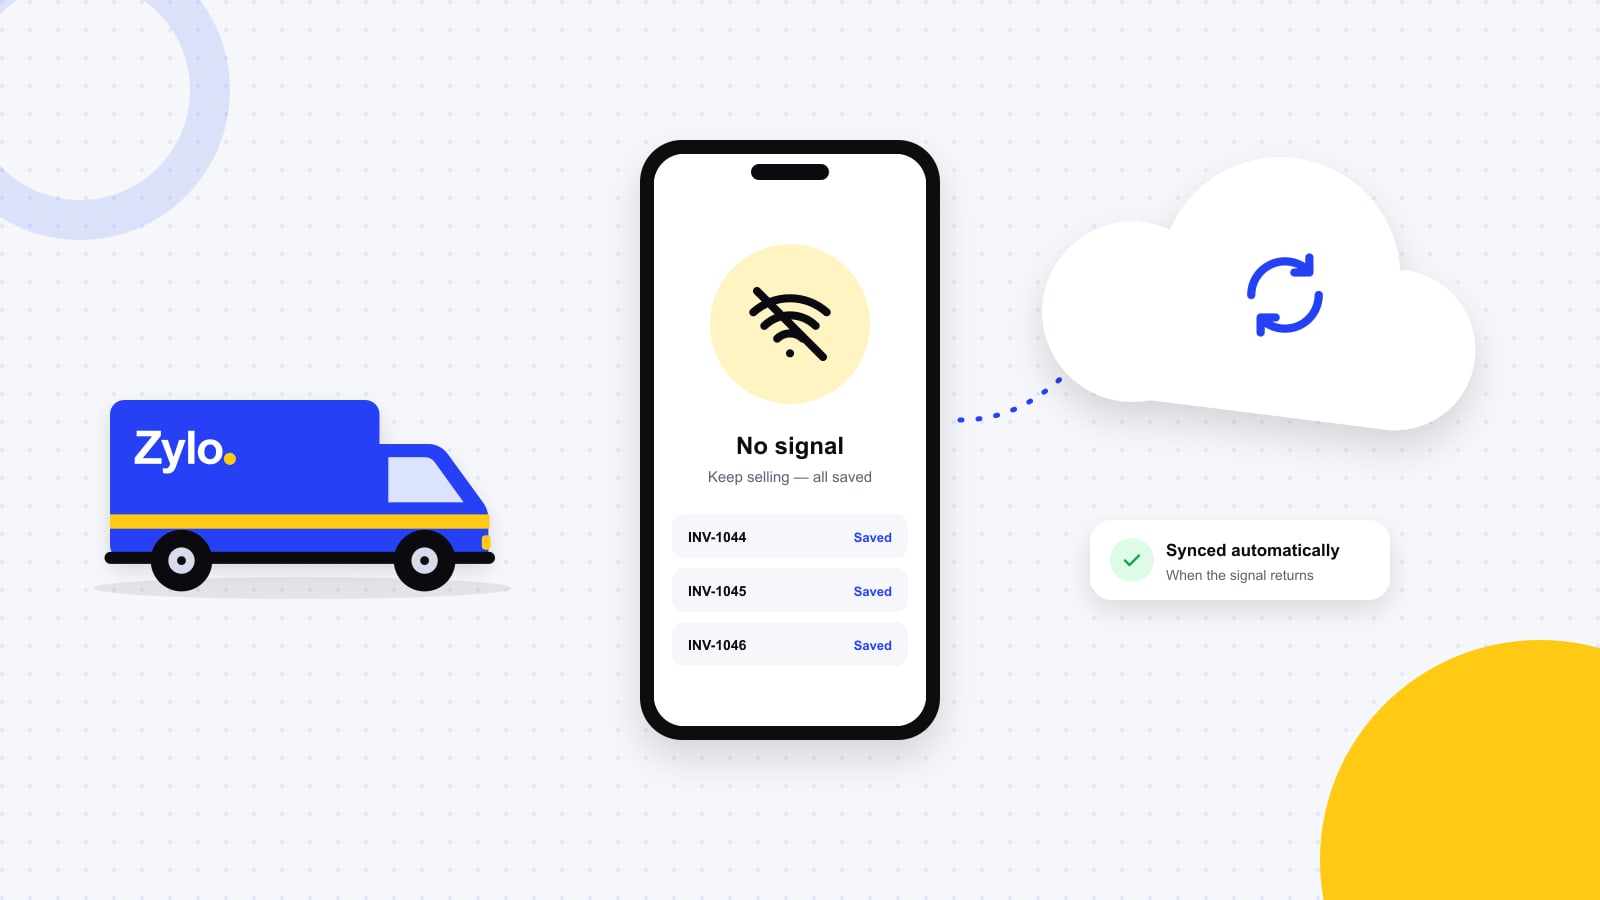 Zylo.
No signal
Keep selling — all saved
INV-1044 Saved
INV-1045 Saved
INV-1046 Saved
Synced automatically
When the signal returns